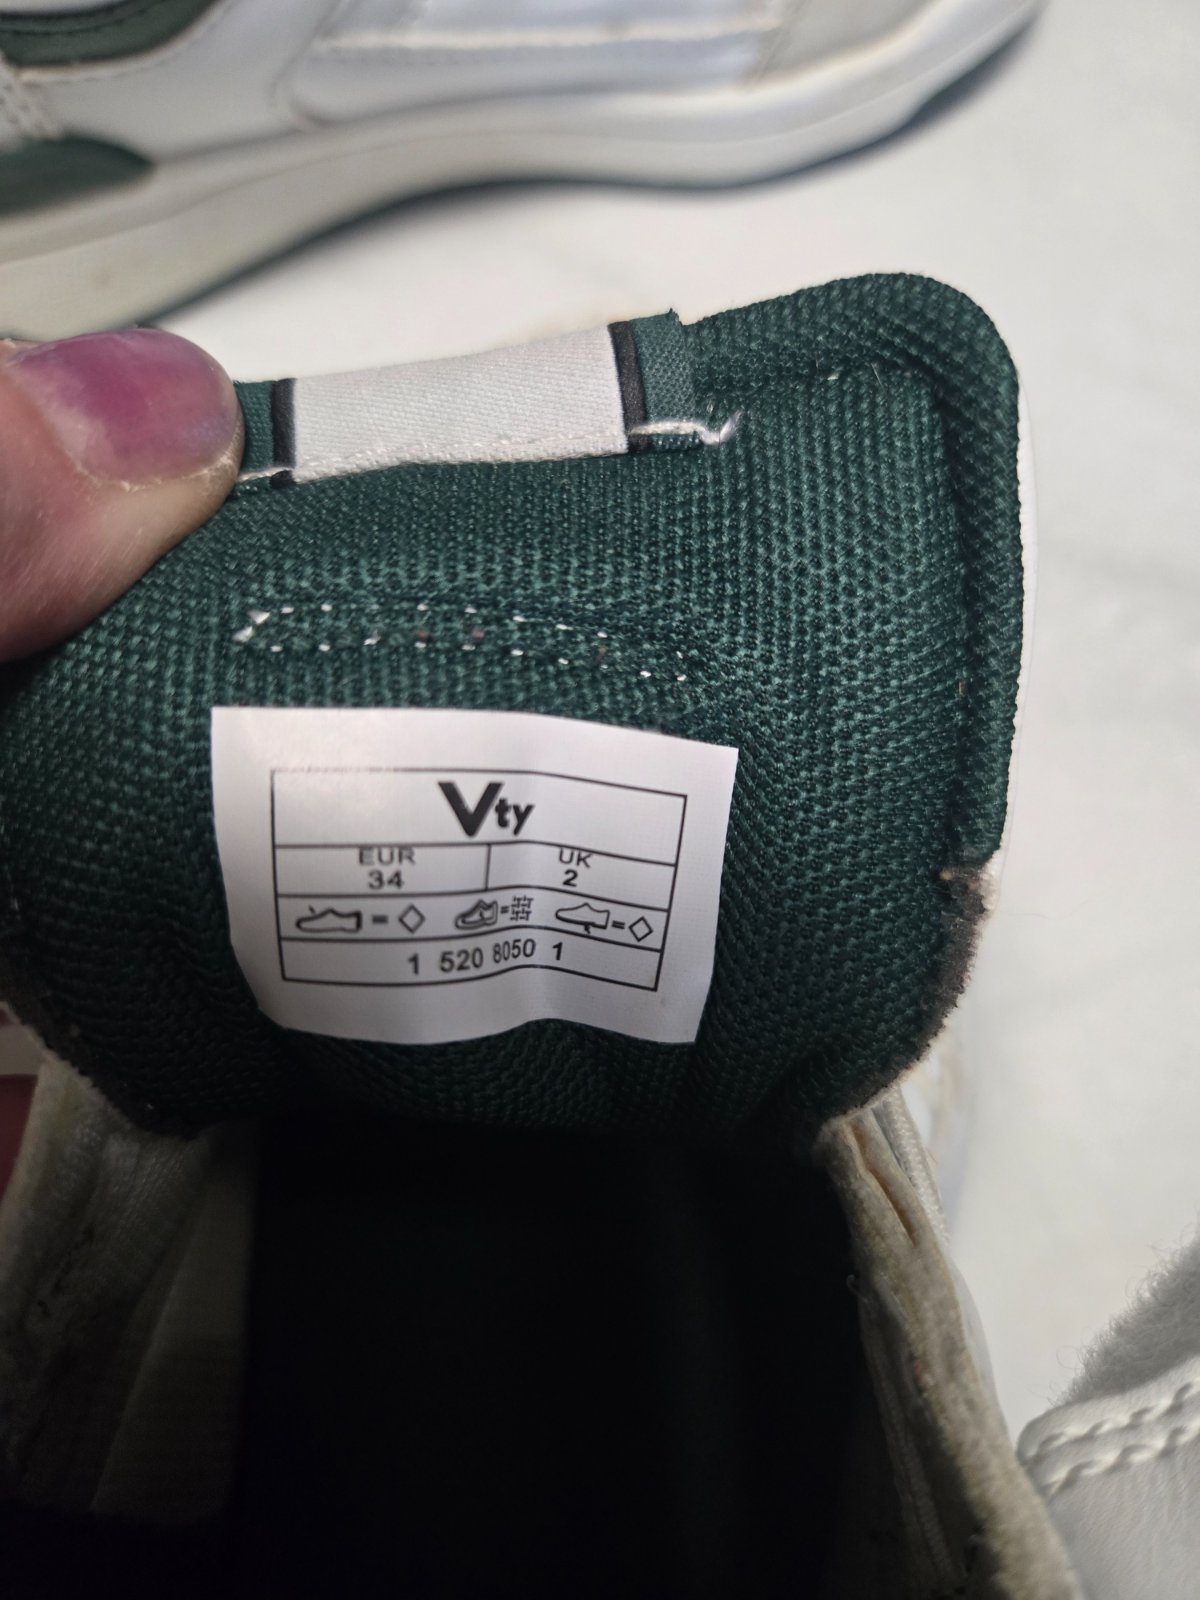 Vty
EUR UK
34 2
= =
=
1 520 8050 1